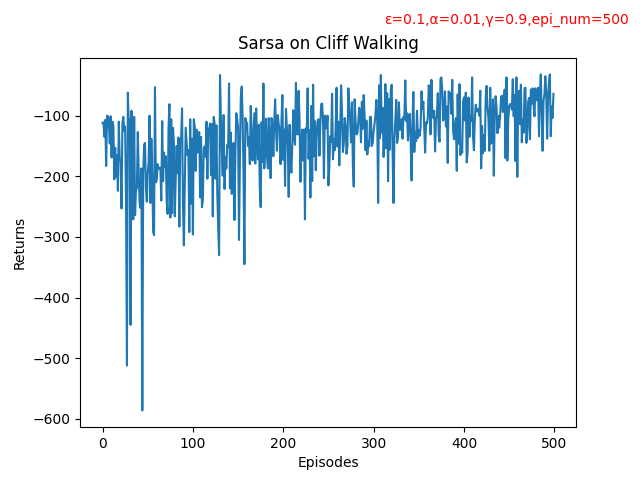 ε=0.1,α=0.01,γ=0.9,epi_num=500
Sarsa on Cliff Walking
−100
−200
−300
−400
−500
−600
Returns
0 100 200 300 400 500
Episodes